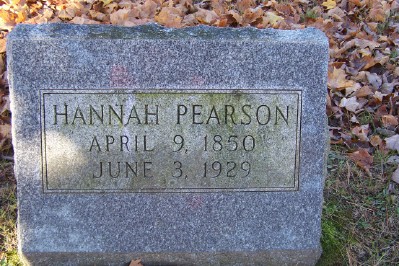 HANNAH PEARSON
APRIL 9, 1850
JUNE 3, 1929